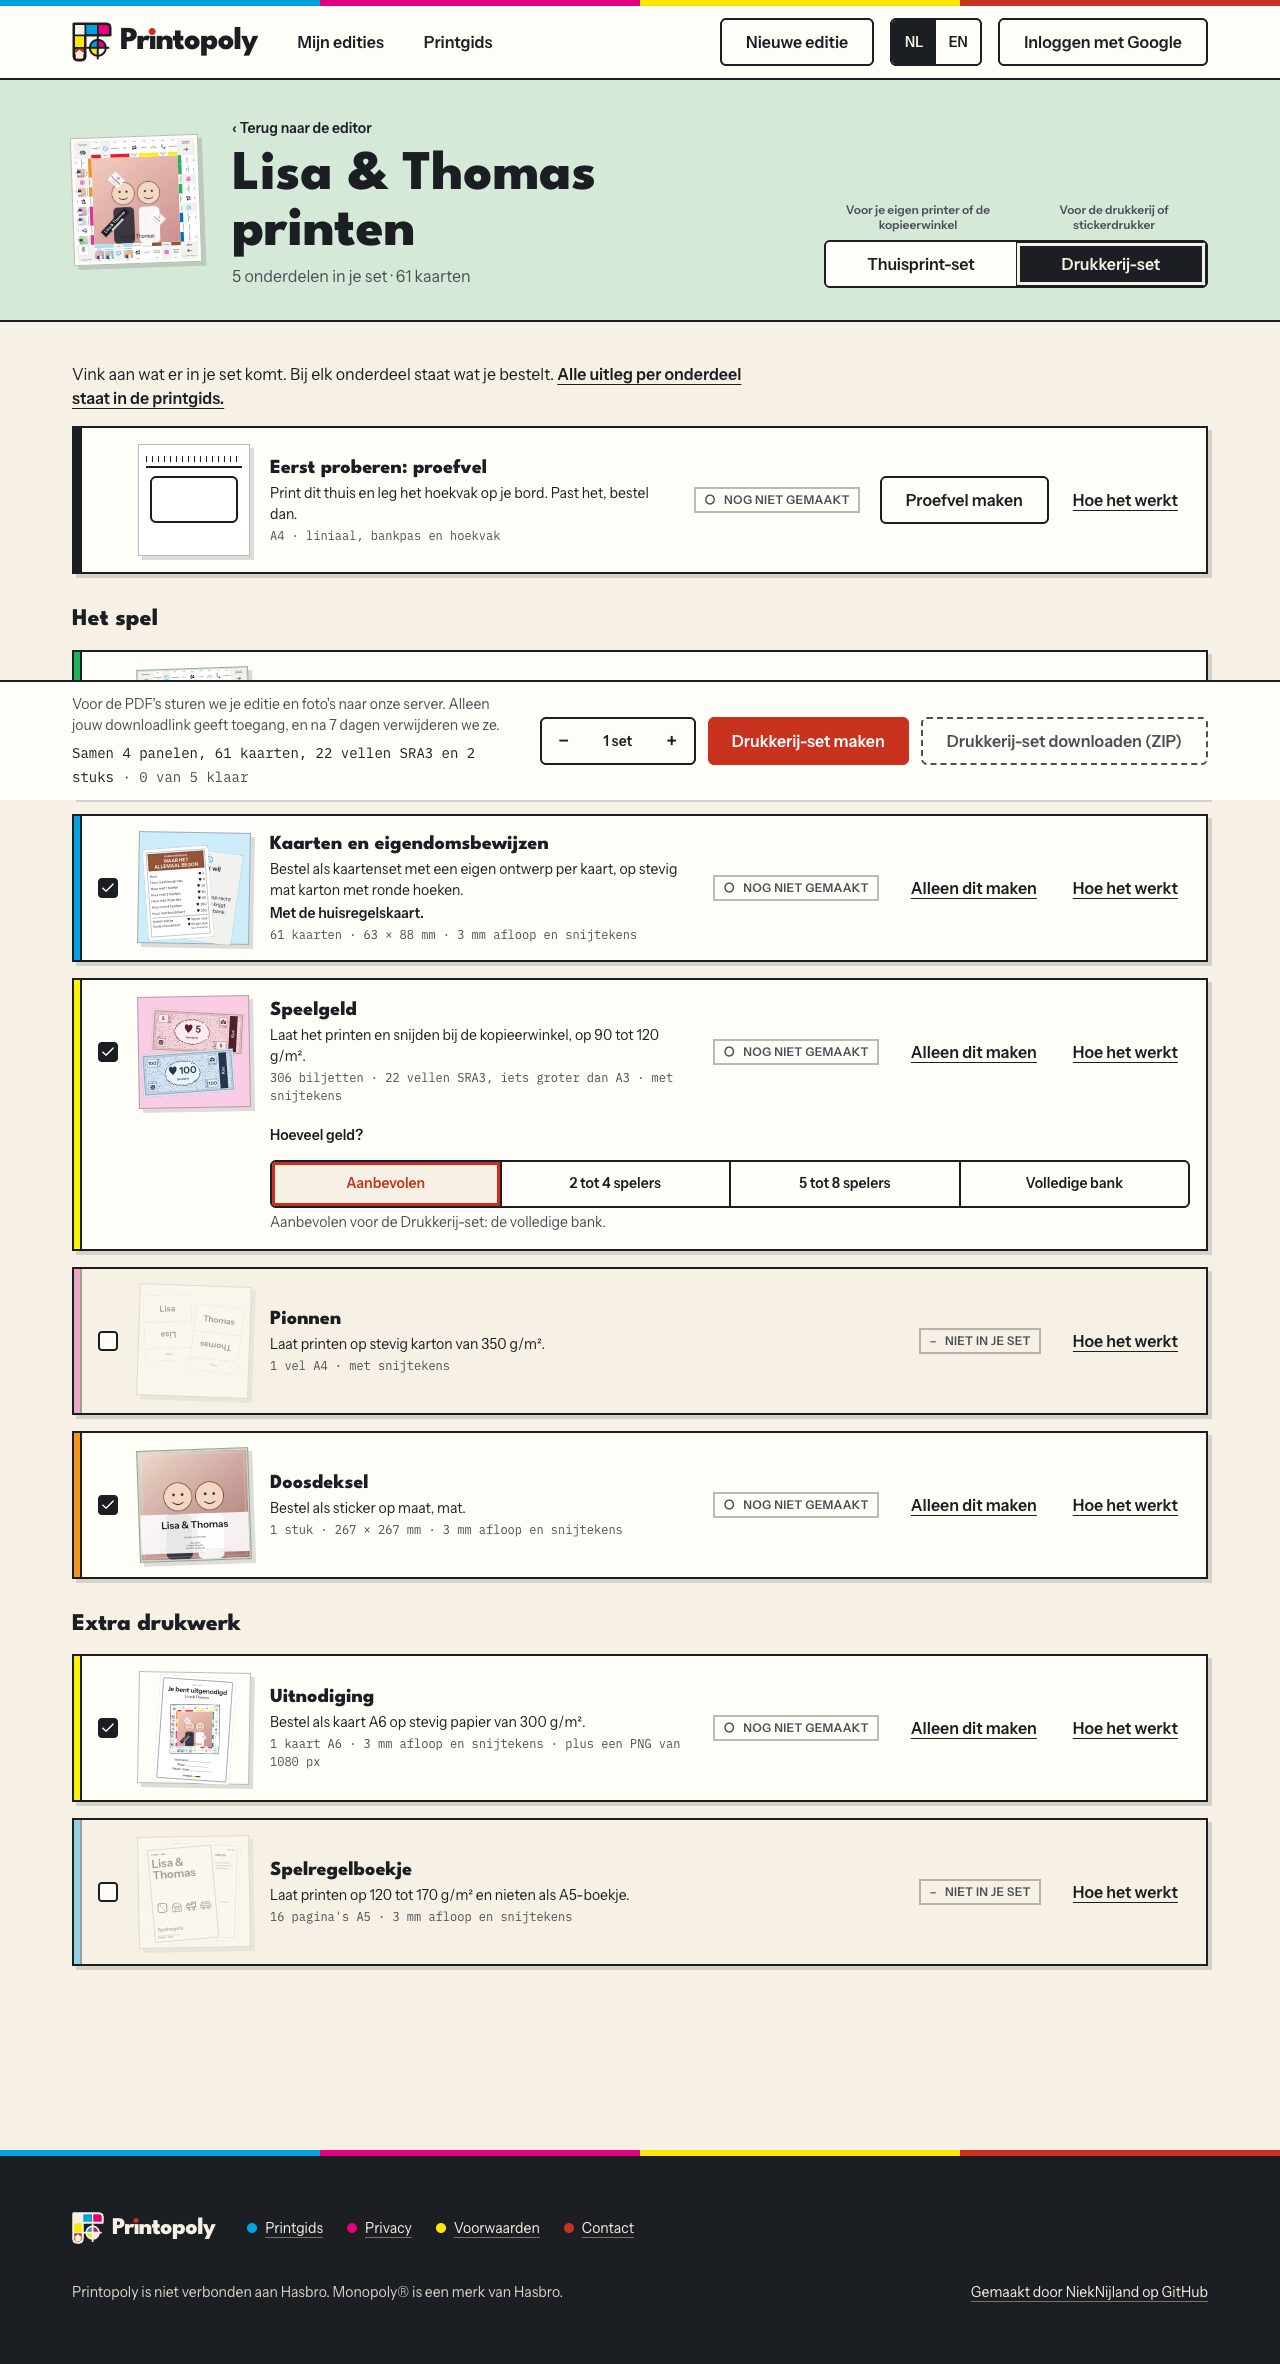 Printopoly
Mijn edities
Printgids
Nieuwe editie
NL
EN
Inloggen met Google
‹ Terug naar de editor
Lisa & Thomas
printen
5 onderdelen in je set · 61 kaarten
Voor je eigen printer of de
kopieerwinkel
Voor de drukkerij of
stickerdrukker
Thuisprint-set
Drukkerij-set
Vink aan wat er in je set komt. Bij elk onderdeel staat wat je bestelt. Alle uitleg per onderdeel
staat in de printgids.
Eerst proberen: proefvel
Print dit thuis en leg het hoekvak op je bord. Past het, bestel
dan.
A4 · liniaal, bankpas en hoekvak
NOG NIET GEMAAKT
Proefvel maken
Hoe het werkt
Het spel
Voor de PDF's sturen we je editie en foto's naar onze server. Alleen
jouw downloadlink geeft toegang, en na 7 dagen verwijderen we ze.
Samen 4 panelen, 61 kaarten, 22 vellen SRA3 en 2
stuks · 0 van 5 klaar
− 1 set +
Drukkerij-set maken
Drukkerij-set downloaden (ZIP)
WAAR HET
ALLEMAAL BEGON
Kaarten en eigendomsbewijzen
Bestel als kaartenset met een eigen ontwerp per kaart, op stevig
mat karton met ronde hoeken.
Met de huisregelskaart.
61 kaarten · 63 × 88 mm · 3 mm afloop en snijtekens
NOG NIET GEMAAKT
Alleen dit maken
Hoe het werkt
5
100
Speelgeld
Laat het printen en snijden bij de kopieerwinkel, op 90 tot 120
g/m².
306 biljetten · 22 vellen SRA3, iets groter dan A3 · met
snijtekens
NOG NIET GEMAAKT
Alleen dit maken
Hoe het werkt
Hoeveel geld?
Aanbevolen
2 tot 4 spelers
5 tot 8 spelers
Volledige bank
Aanbevolen voor de Drukkerij-set: de volledige bank.
Lisa
Thomas
Lisa
Thomas
Pionnen
Laat printen op stevig karton van 350 g/m².
1 vel A4 · met snijtekens
– NIET IN JE SET
Hoe het werkt
Lisa & Thomas
Doosdeksel
Bestel als sticker op maat, mat.
1 stuk · 267 × 267 mm · 3 mm afloop en snijtekens
NOG NIET GEMAAKT
Alleen dit maken
Hoe het werkt
Extra drukwerk
Je bent uitgenodigd
Uitnodiging
Bestel als kaart A6 op stevig papier van 300 g/m².
1 kaart A6 · 3 mm afloop en snijtekens · plus een PNG van
1080 px
NOG NIET GEMAAKT
Alleen dit maken
Hoe het werkt
Lisa &
Thomas
Spelregels
Spelregelboekje
Laat printen op 120 tot 170 g/m² en nieten als A5-boekje.
16 pagina's A5 · 3 mm afloop en snijtekens
– NIET IN JE SET
Hoe het werkt
Printopoly
Printgids
Privacy
Voorwaarden
Contact
Printopoly is niet verbonden aan Hasbro. Monopoly® is een merk van Hasbro.
Gemaakt door NiekNijland op GitHub